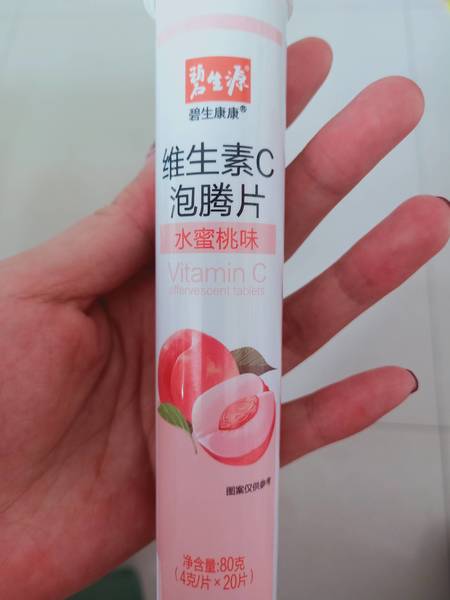 碧生源®
碧生康康®
维生素C
泡腾片
水蜜桃味
Vitamin C
effervescent tablets
图案仅供参考
净含量:80克
(4克/片×20片)